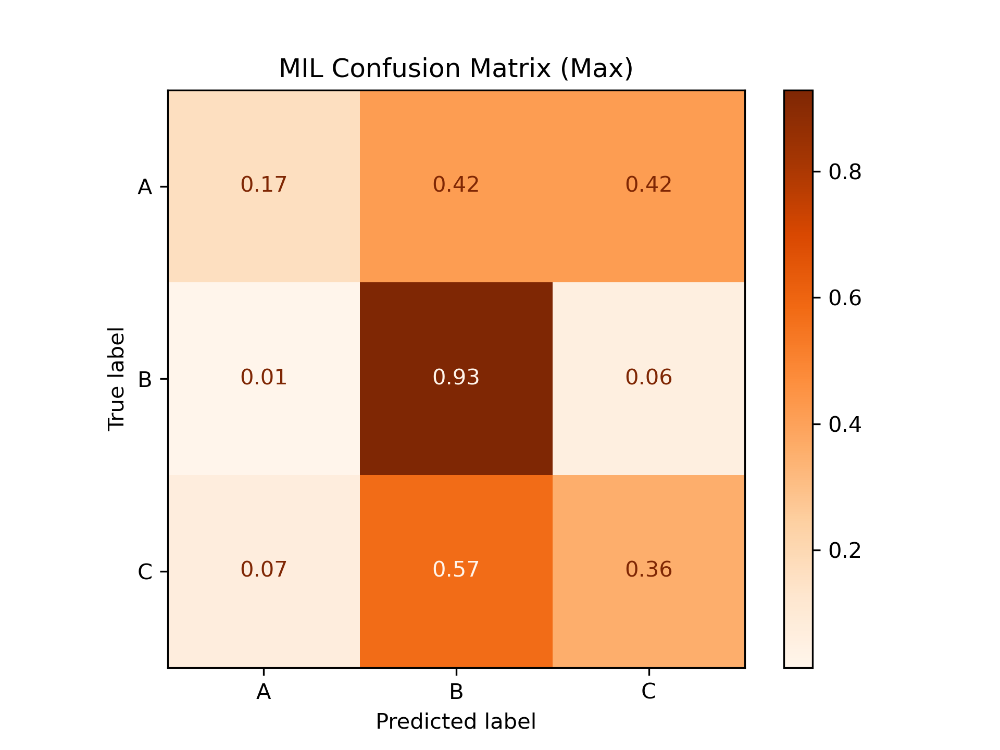 MIL Confusion Matrix (Max)
True label
A
0.17 0.42 0.42
B
0.01 0.93 0.06
C
0.07 0.57 0.36
A B C
Predicted label
0.8
0.6
0.4
0.2